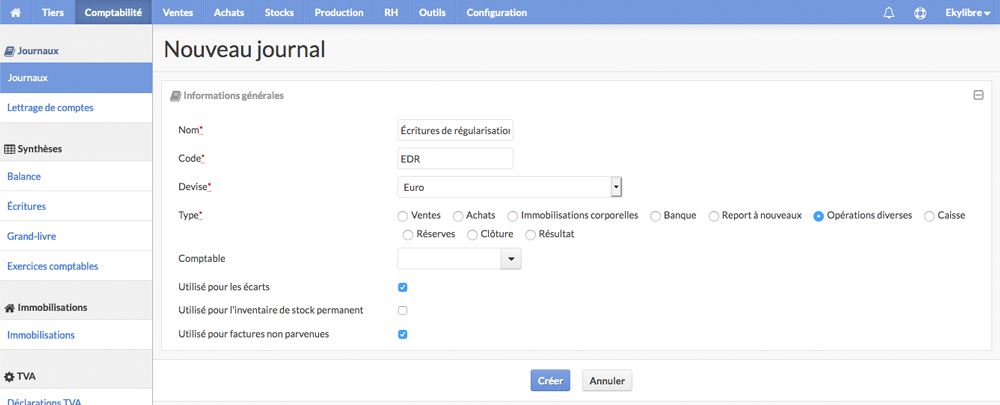 Tiers Comptabilité Ventes Achats Stocks Production RH Outils Configuration Ekylibre
Journaux
Journaux
Lettrage de comptes
Synthèses
Balance
Écritures
Grand-livre
Exercices comptables
Immobilisations
Immobilisations
TVA
Déclarations TVA
Nouveau journal
Informations générales
Nom* Écritures de régularisation
Code* EDR
Devise* Euro
Type* Ventes Achats Immobilisations corporelles Banque Report à nouveaux Opérations diverses Caisse
Réserves Clôture Résultat
Comptable
Utilisé pour les écarts
Utilisé pour l'inventaire de stock permanent
Utilisé pour factures non parvenues
Créer Annuler